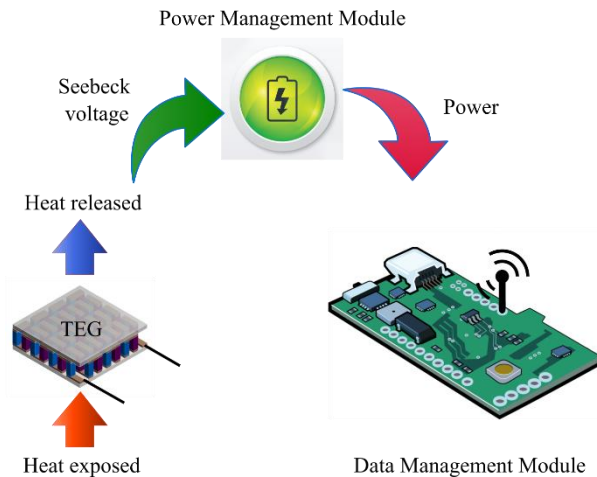 Power Management Module
Seebeck
voltage
Power
Heat released
TEG
Heat exposed
Data Management Module